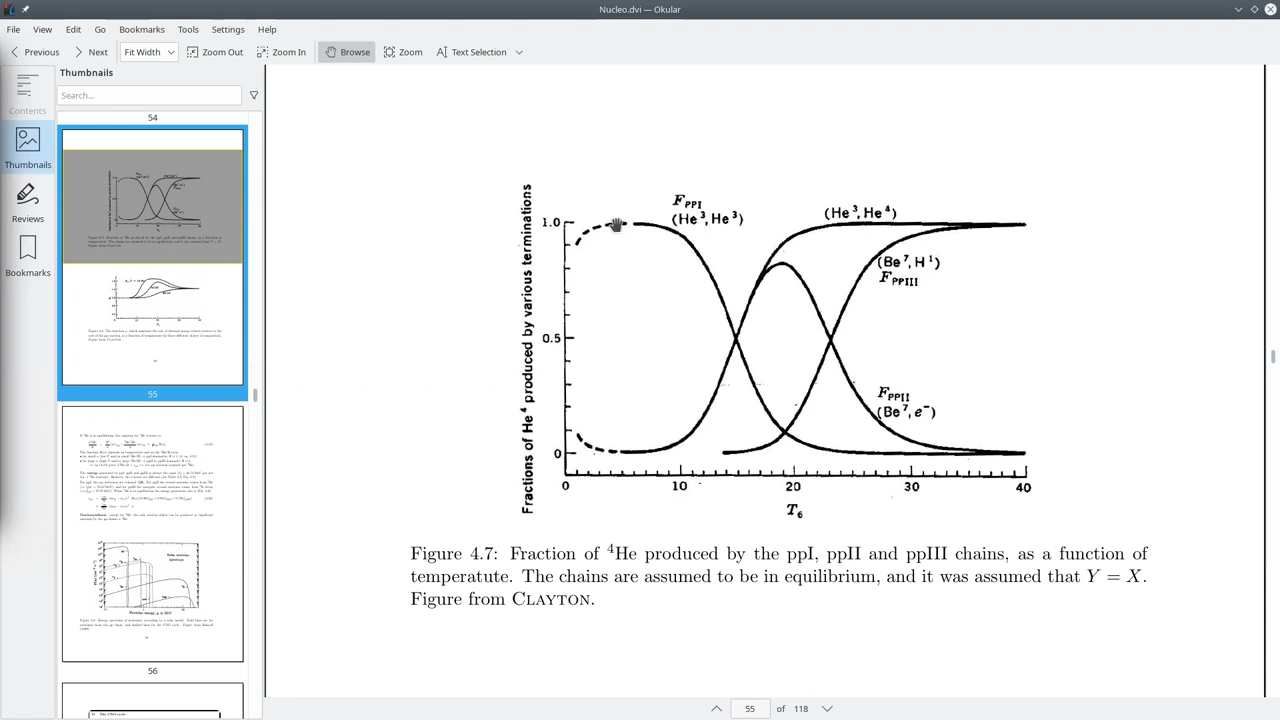 Nucleo.dvi — Okular
File View Edit Go Bookmarks Tools Settings Help
Previous Next Fit Width Zoom Out Zoom In Browse Zoom Text Selection
Contents
Thumbnails
Reviews
Bookmarks
Thumbnails
Search...
54
55
56
Fractions of He⁴ produced by various terminations
F_PPI
(He³, He³)
(He³, He⁴)
(Be⁷, H¹)
F_PPIII
F_PPII
(Be⁷, e⁻)
1.0
0.5
0
0 10 20 30 40
T₆
Figure 4.7: Fraction of ⁴He produced by the ppI, ppII and ppIII chains, as a function of
temperatute. The chains are assumed to be in equilibrium, and it was assumed that Y = X.
Figure from CLAYTON.
55 of 118